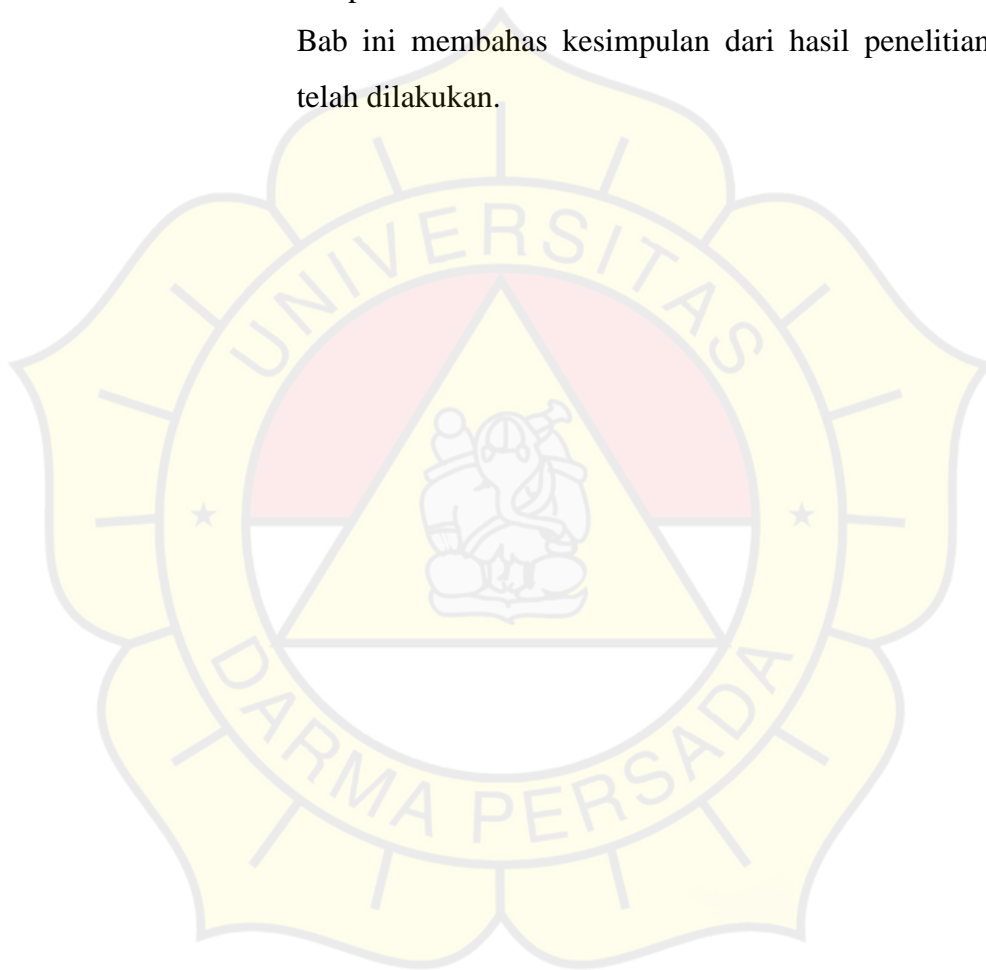 Bab ini membahas kesimpulan dari hasil penelitian
telah dilakukan.
UNIVERSITAS
DARMA PERSADA